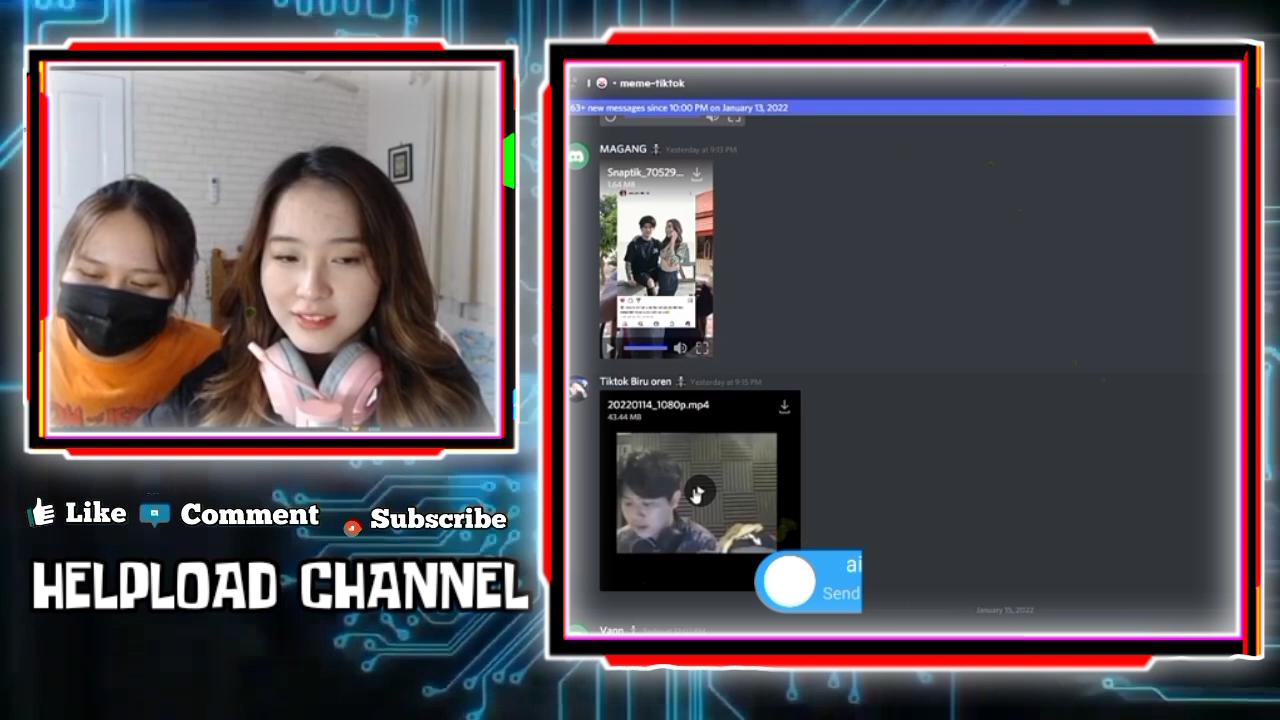 meme-tiktok
63+ new messages since 10:00 PM on January 13, 2022
MAGANG Yesterday at 9:13 PM
Snaptik_70529...
1.64 MB
Tiktok Biru oren Yesterday at 9:15 PM
20220114_1080p.mp4
43.44 MB
ai
Send
January 15, 2022
Vann
Like Comment Subscribe
HELPLOAD CHANNEL